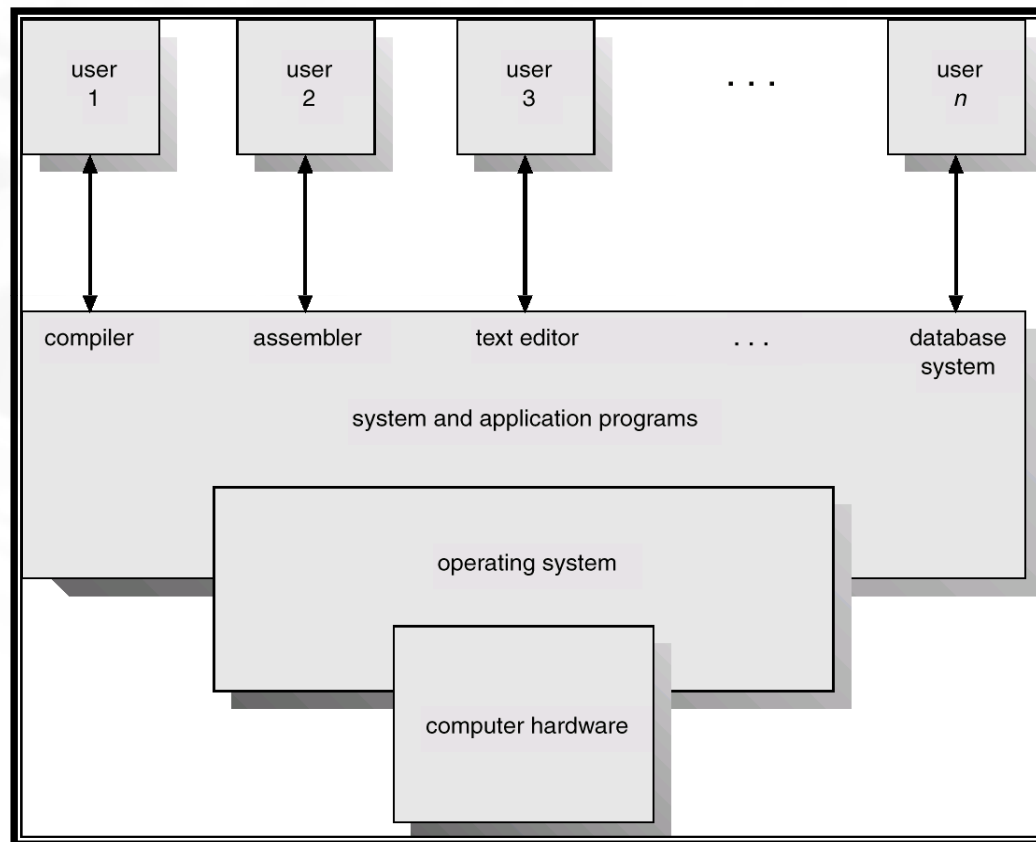 user
1
user
2
user
3
. . .
user
n
compiler
assembler
text editor
. . .
database
system
system and application programs
operating system
computer hardware